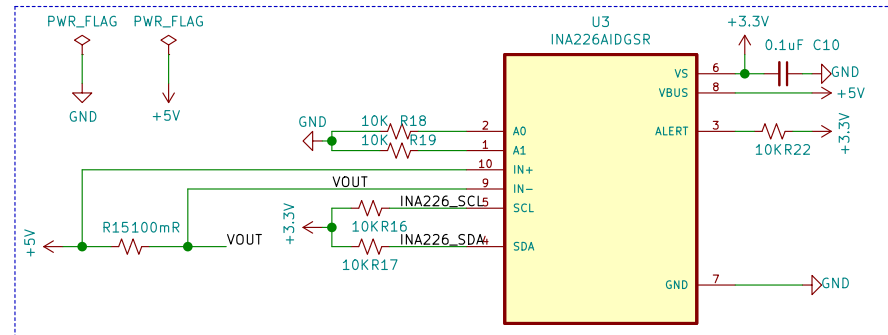 PWR_FLAG PWR_FLAG
GND
+5V
U3
INA226AIDGSR
+3.3V
0.1uF C10
GND
VS 6
VBUS 8
+5V
ALERT 3
10KR22
+3.3V
GND
10K R18
10K R19
2 A0
1 A1
10 IN+
9 IN-
VOUT
INA226_SCL
5 SCL
+3.3V
10KR16
INA226_SDA
4 SDA
10KR17
+5V
R15100mR
VOUT
GND 7
GND